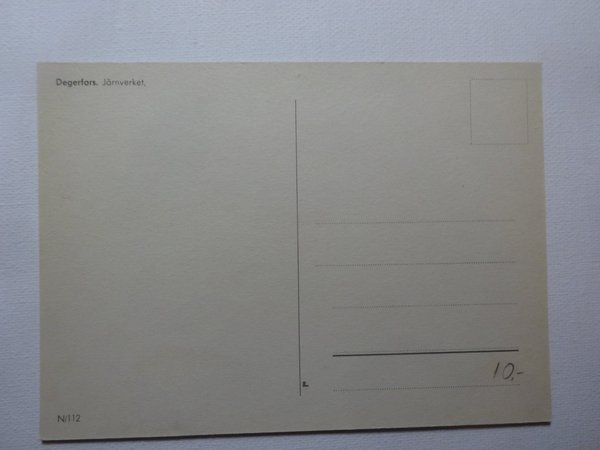 Degerfors. Järnverket,
10,-
N/112